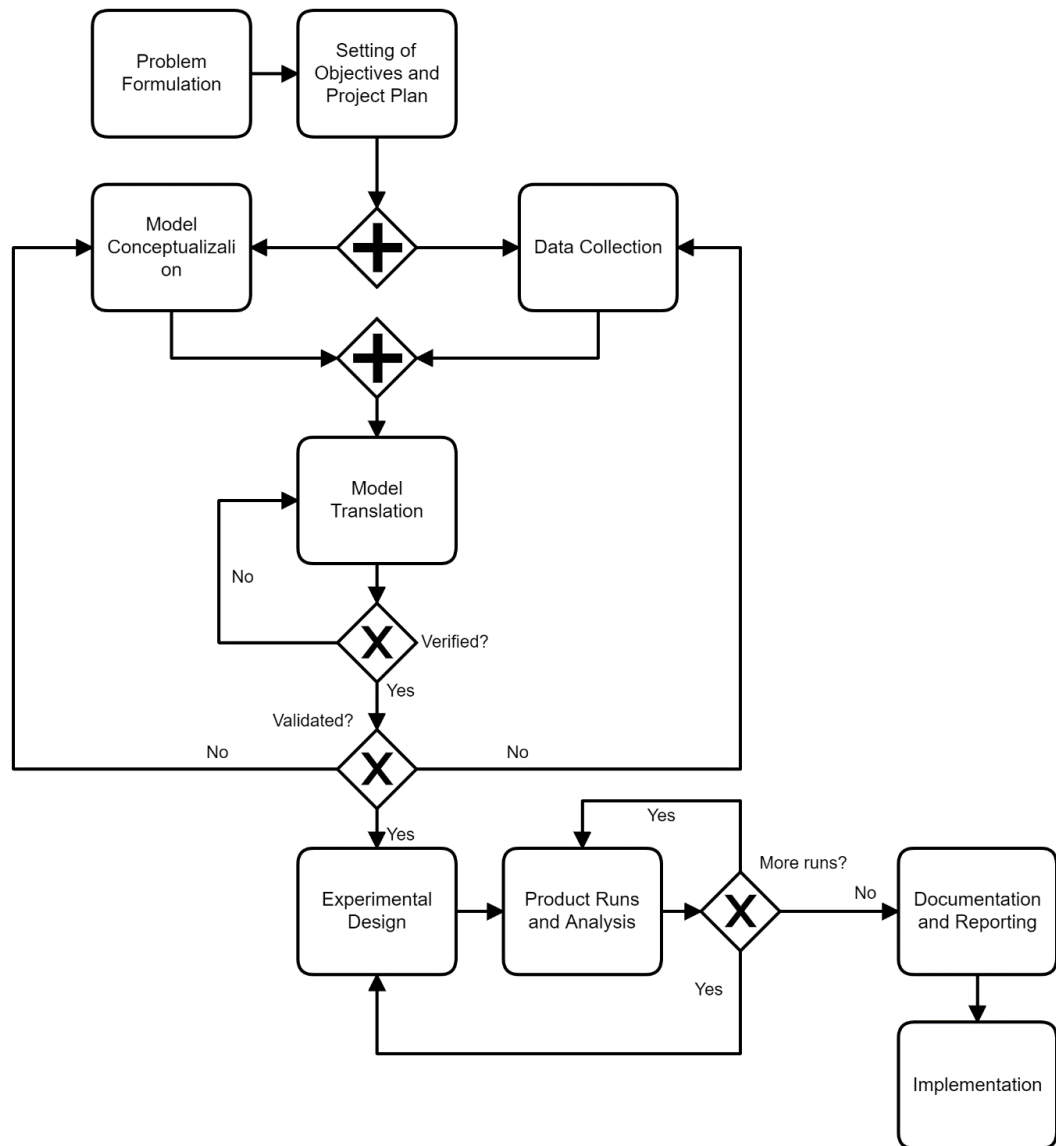 Problem
Formulation
Setting of
Objectives and
Project Plan
Model
Conceptualizati
on
Data Collection
Model
Translation
No
Verified?
Yes
Validated?
No
No
Yes
Yes
More runs?
Experimental
Design
Product Runs
and Analysis
No
Documentation
and Reporting
Yes
Implementation